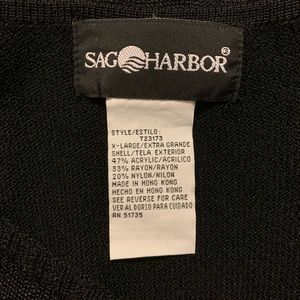 SAG HARBOR®
STYLE/ESTILO:
T23173
X-LARGE/EXTRA GRANDE
SHELL/TELA EXTERIOR
47% ACRYLIC/ACRILICO
33% RAYON/RAYON
20% NYLON/NILON
MADE IN HONG KONG
HECHO EN HONG KONG
SEE REVERSE FOR CARE
VER AL DORSO PARA CUIDADO
RN 51735